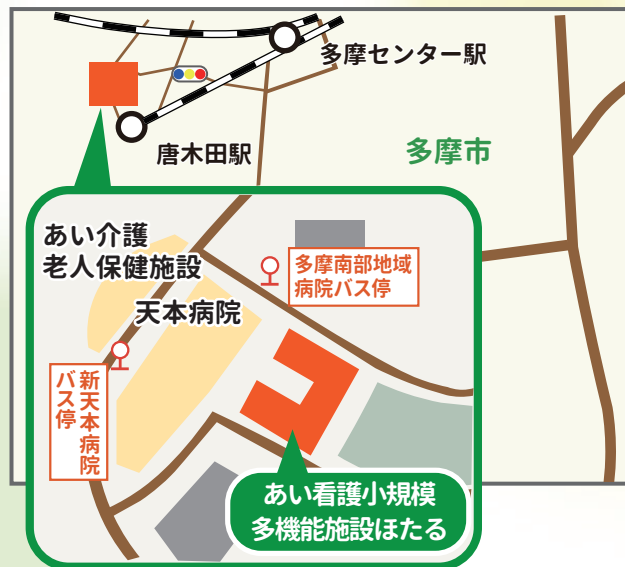 多摩センター駅
唐木田駅
多摩市
あい介護
老人保健施設
天本病院
多摩南部地域
病院バス停
新天本病院
バス停
あい看護小規模
多機能施設ほたる